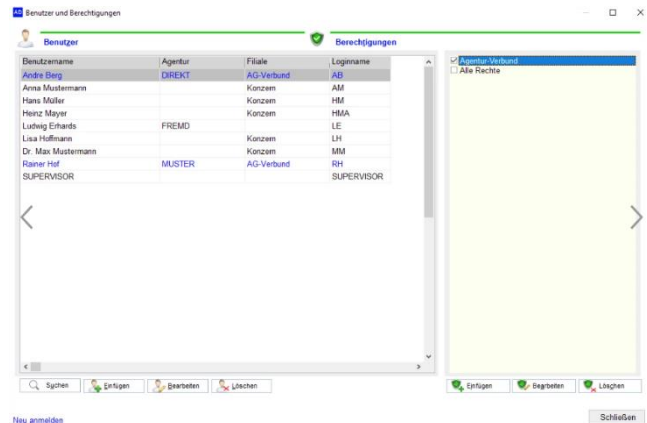 AG Benutzer und Berechtigungen
Benutzer
Berechtigungen
Benutzername Agentur Filiale Loginname
Andre Berg DIREKT AG-Verbund AB
Anna Mustermann Konzern AM
Hans Müller Konzern HM
Heinz Mayer Konzern HMA
Ludwig Erhards FREMD LE
Lisa Hoffmann Konzern LH
Dr. Max Mustermann Konzern MM
Rainer Hof MUSTER AG-Verbund RH
SUPERVISOR SUPERVISOR
Agentur-Verbund
Alle Rechte
Suchen Einfügen Bearbeiten Löschen
Einfügen Bearbeiten Löschen
Neu anmelden
Schließen